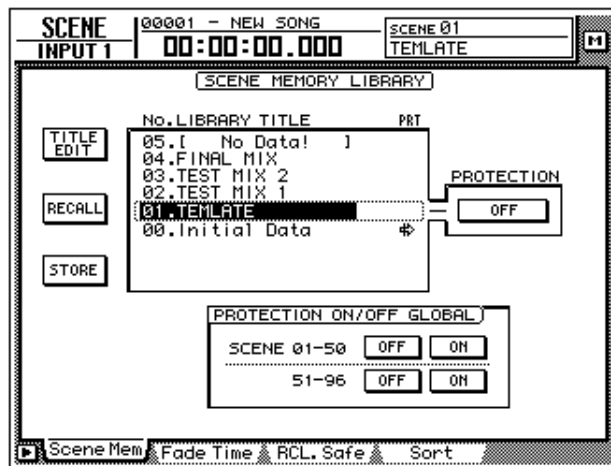 SCENE
INPUT 1
00001 - NEW SONG
00:00:00.000
SCENE 01
TEMLATE
M
SCENE MEMORY LIBRARY
No. LIBRARY TITLE PRT
TITLE EDIT
05.[ No Data! ]
04.FINAL MIX
03.TEST MIX 2
02.TEST MIX 1
01.TEMLATE
00.Initial Data
RECALL
STORE
PROTECTION
OFF
PROTECTION ON/OFF GLOBAL
SCENE 01-50 OFF ON
51-96 OFF ON
Scene Mem Fade Time RCL. Safe Sort